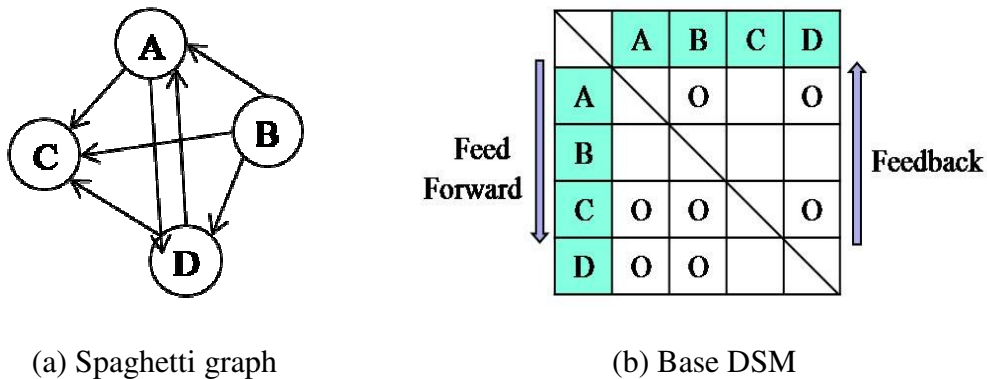 A
B
C
D
A B C D
A O O
B
C O O O
D O O
Feed
Forward
Feedback
(a) Spaghetti graph
(b) Base DSM